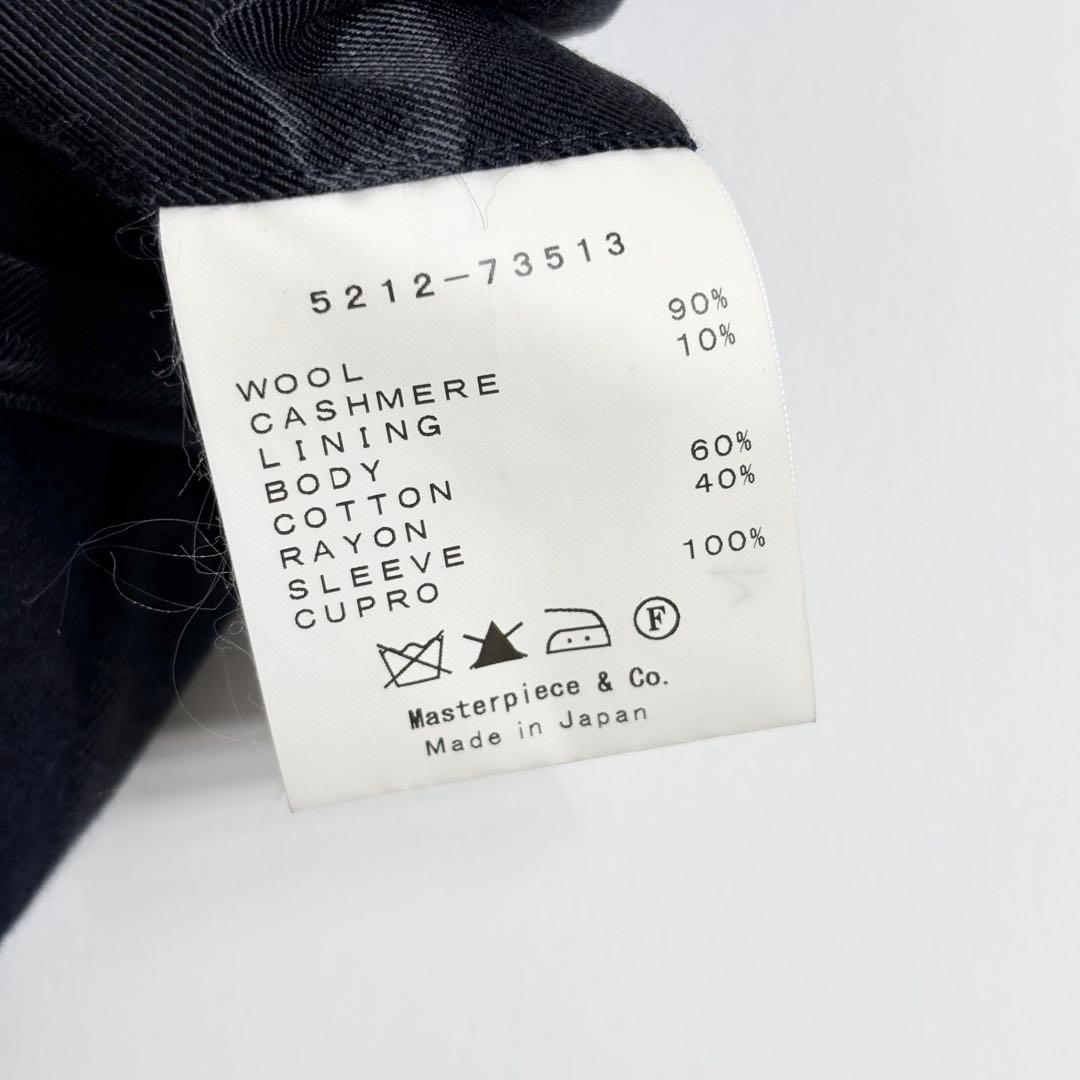 5212-73513
WOOL 90%
CASHMERE 10%
LINING
BODY
COTTON 60%
RAYON 40%
SLEEVE
CUPRO 100%
F
Masterpiece & Co.
Made in Japan